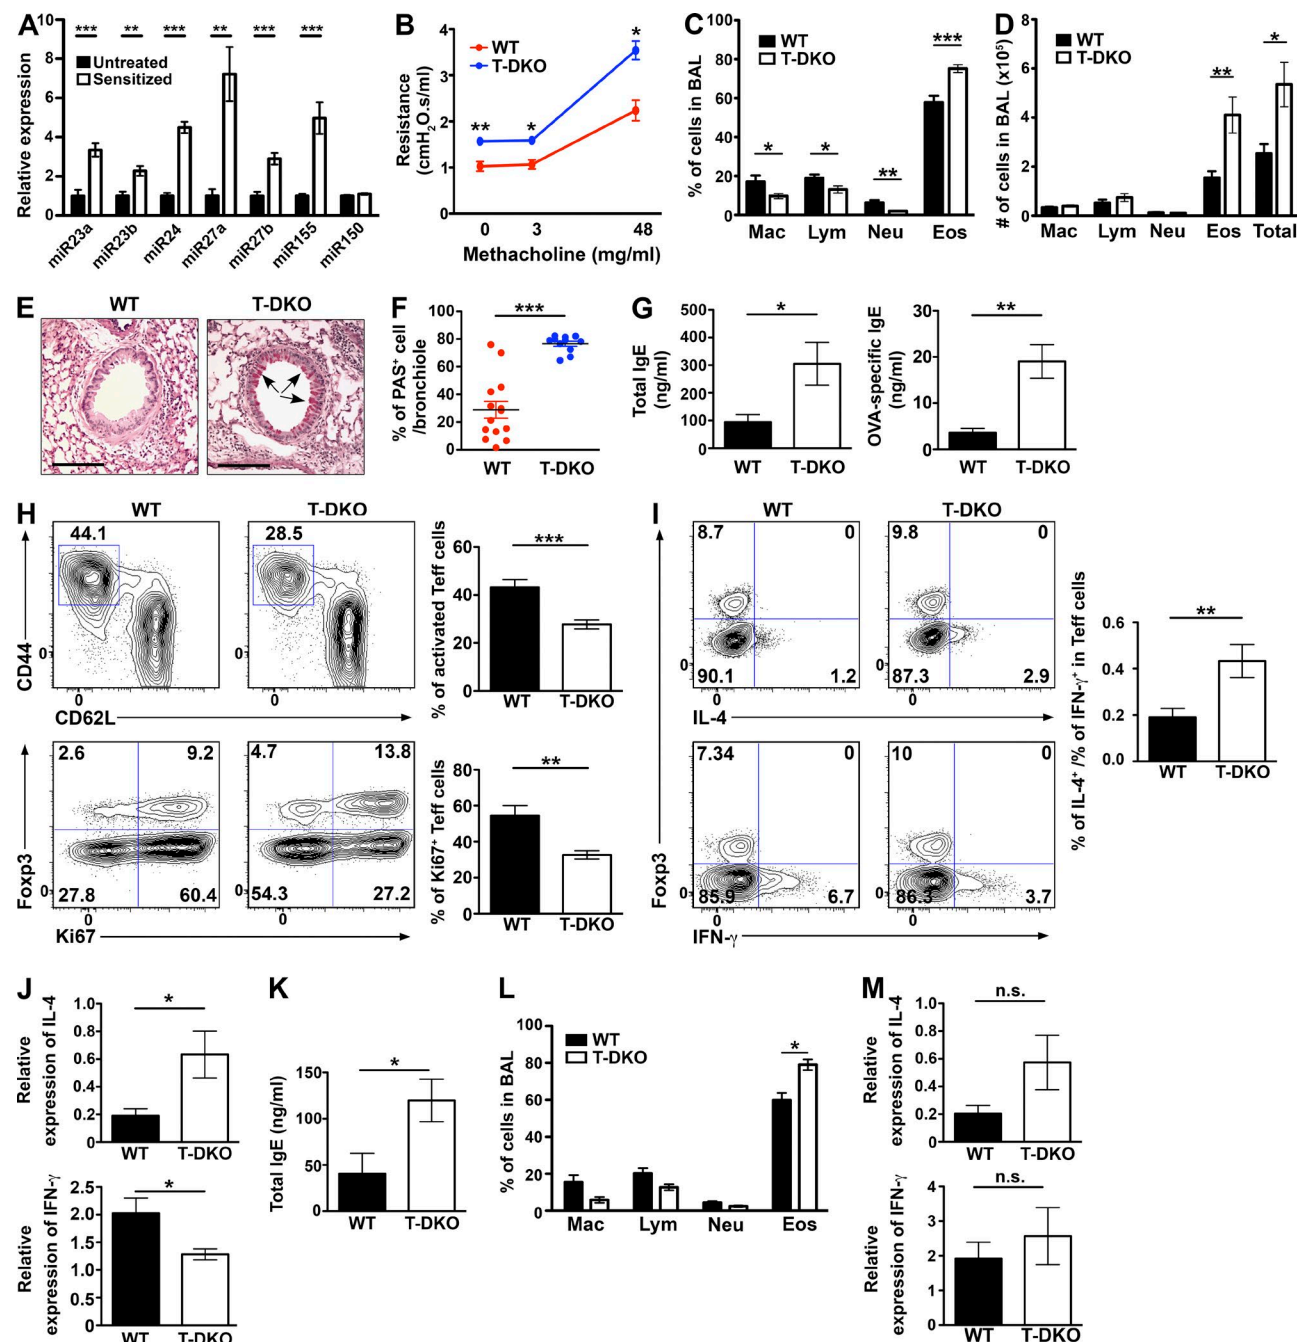 A
Relative expression
10
8
6
4
2
0
*** ** *** ** *** ***
Untreated
Sensitized
miR23a miR23b miR24 miR27a miR27b miR155 miR150
B
Resistance
(cmH₂O.s/ml)
4
3
2
1
0
WT
T-DKO
** * *
0 3 48
Methacholine (mg/ml)
C
% of cells in BAL
100
80
60
40
20
0
WT
T-DKO
* * ** ***
Mac Lym Neu Eos
D
# of cells in BAL (x10⁵)
8
4
0
WT
T-DKO
** *
Mac Lym Neu Eos Total
E
WT T-DKO
F
% of PAS⁺ cell
/bronchiole
100
80
60
40
20
0
***
WT T-DKO
G
Total IgE
(ng/ml)
500
400
300
200
100
0
*
WT T-DKO
OVA-specific IgE
(ng/ml)
30
20
10
0
**
WT T-DKO
H
WT T-DKO
44.1 28.5
CD44
0 0
0 0
CD62L
% of activated Teff cells
60
40
20
0
***
WT T-DKO
2.6 9.2 4.7 13.8
27.8 60.4 54.3 27.2
Foxp3
0 0
0 0
Ki67
% of Ki67⁺ Teff cells
80
60
40
20
0
**
WT T-DKO
I
WT T-DKO
8.7 0 9.8 0
90.1 1.2 87.3 2.9
0 0
0 0
IL-4
7.34 0 10 0
85.9 6.7 86.3 3.7
Foxp3
0 0
0 0
IFN-γ
% of IL-4⁺ /% of IFN-γ⁺ in Teff cells
0.6
0.4
0.2
0.0
**
WT T-DKO
J
Relative
expression of IL-4
1.0
0.8
0.6
0.4
0.2
0
*
WT T-DKO
Relative
expression of IFN-γ
2.5
2.0
1.5
1.0
0.5
0
*
WT T-DKO
K
Total IgE (ng/ml)
150
100
50
0
*
WT T-DKO
L
% of cells in BAL
100
80
60
40
20
0
WT
T-DKO
*
Mac Lym Neu Eos
M
Relative
expression of IL-4
1.0
0.8
0.6
0.4
0.2
0
n.s.
WT T-DKO
Relative
expression of IFN-γ
4
3
2
1
0
n.s.
WT T-DKO